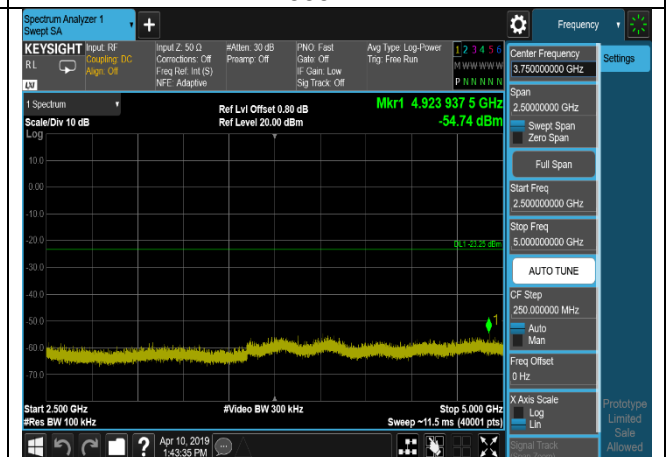 Spectrum Analyzer 1
Swept SA
+
Frequency
KEYSIGHT
RL
Input: RF
Coupling: DC
Align: Off
Input Z: 50 Ω
Corrections: Off
Freq Ref: Int (S)
NFE: Adaptive
#Atten: 30 dB
Preamp: Off
PNO: Fast
Gate: Off
IF Gain: Low
Sig Track: Off
Avg Type: Log-Power
Trig: Free Run
1 2 3 4 5 6
M W W W W W
P N N N N N
1 Spectrum
Scale/Div 10 dB
Log
Ref Lvl Offset 0.80 dB
Ref Level 20.00 dBm
Mkr1 4.923 937 5 GHz
-54.74 dBm
10.0
0.00
-10.0
-20.0
-30.0
-40.0
-50.0
-60.0
-70.0
DL1 -23.25 dBm
1
Start 2.500 GHz
#Res BW 100 kHz
#Video BW 300 kHz
Stop 5.000 GHz
Sweep ~11.5 ms (40001 pts)
?
Apr 10, 2019
1:43:35 PM
Center Frequency
3.750000000 GHz
Span
2.50000000 GHz
Swept Span
Zero Span
Full Span
Start Freq
2.500000000 GHz
Stop Freq
5.000000000 GHz
AUTO TUNE
CF Step
250.000000 MHz
Auto
Man
Freq Offset
0 Hz
X Axis Scale
Log
Lin
Signal Track
(Span Zoom)
Settings
Prototype
Limited
Sale
Allowed